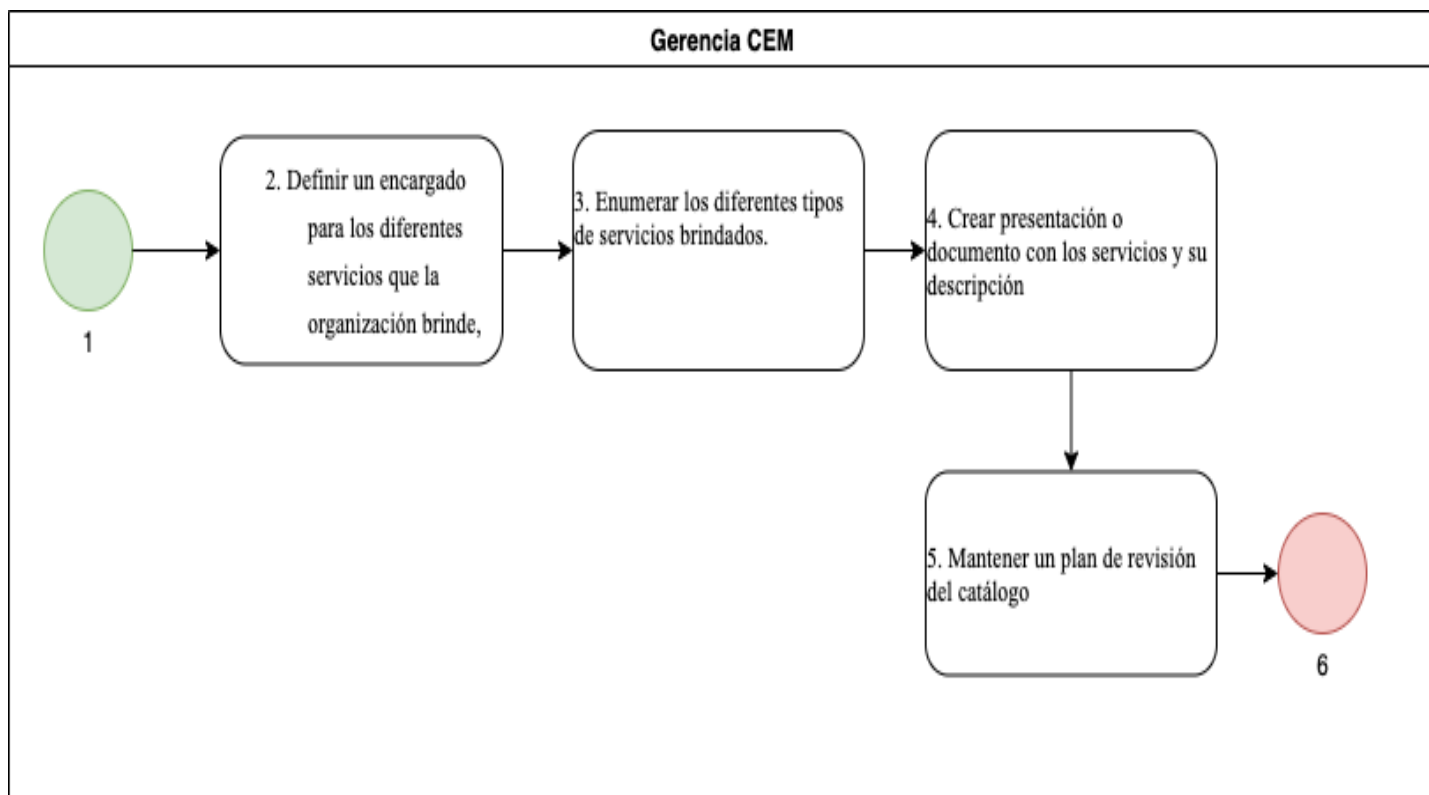 Gerencia CEM
1
2. Definir un encargado
para los diferentes
servicios que la
organización brinde,
3. Enumerar los diferentes tipos
de servicios brindados.
4. Crear presentación o
documento con los servicios y su
descripción
5. Mantener un plan de revisión
del catálogo
6